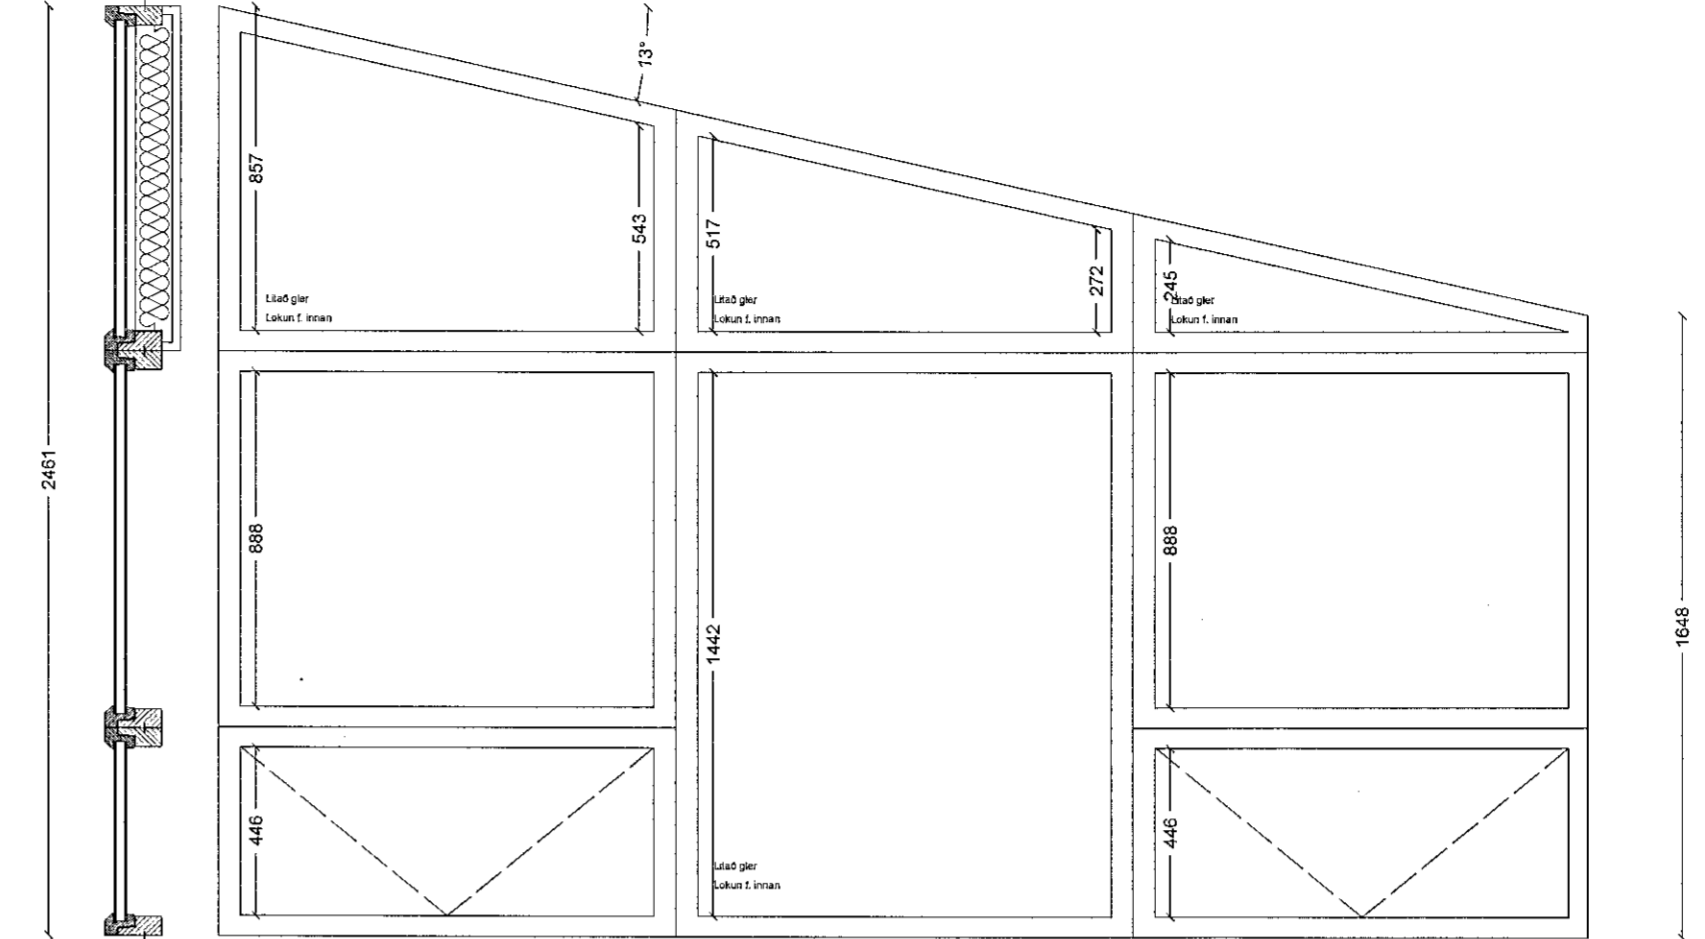 13°
857
543
517
272
245
Litað gler
Lokun f. innan
Litað gler
Lokun f. innan
Litað gler
Lokun f. innan
2461
888
1442
888
1648
446
446
Litað gler
Lokun f. innan